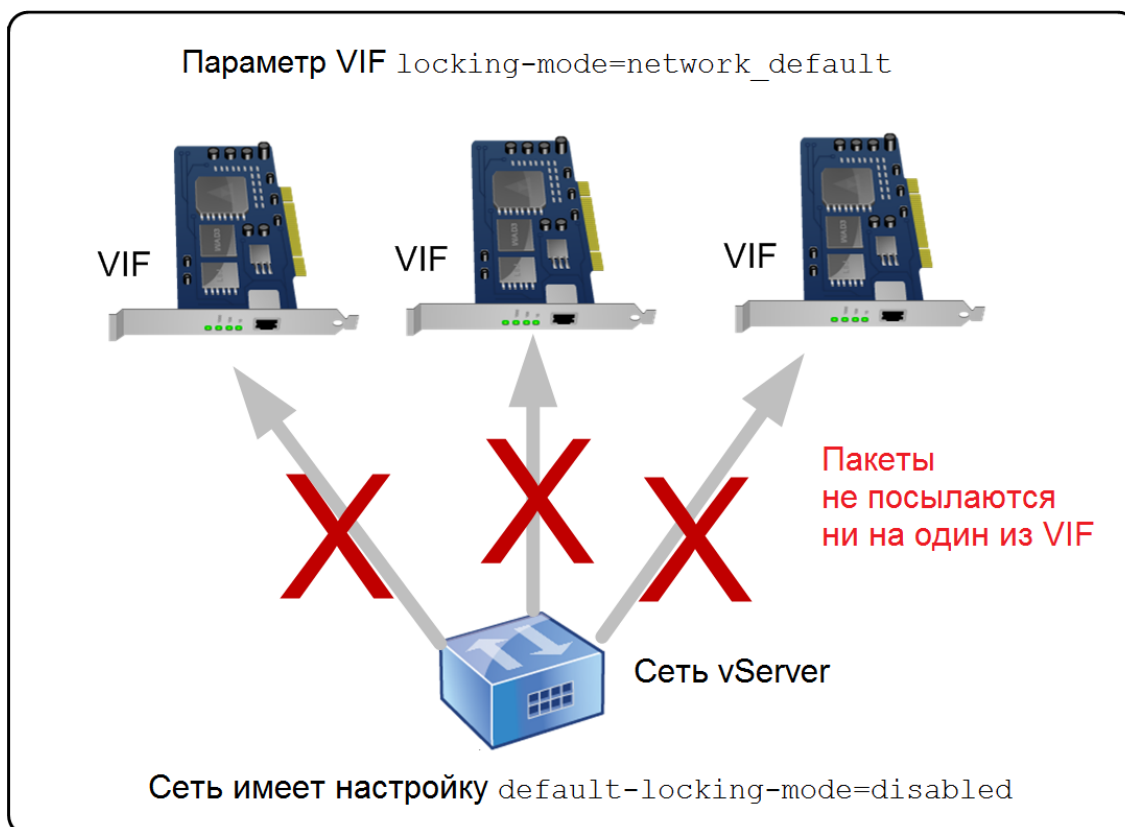 Параметр VIF locking-mode=network_default
VIF
VIF
VIF
Пакеты
не посылаются
ни на один из VIF
Сеть vServer
Сеть имеет настройку default-locking-mode=disabled